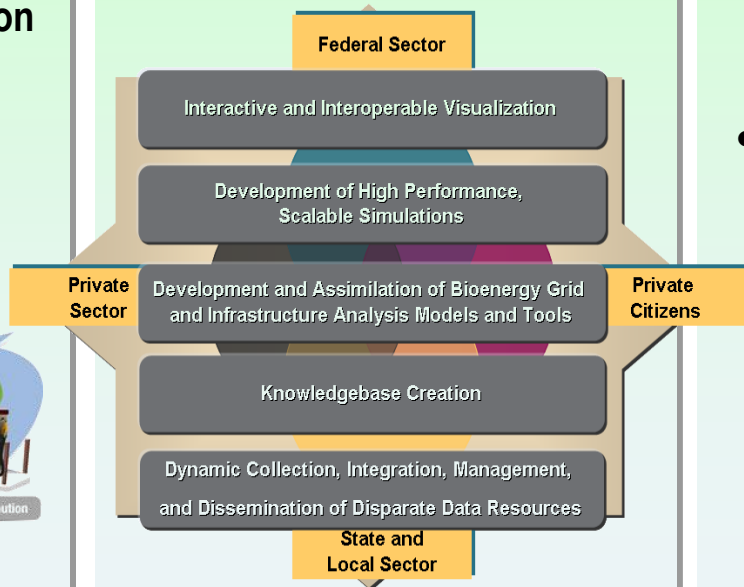 on
Federal Sector
Interactive and Interoperable Visualization
Development of High Performance,
Scalable Simulations
Private
Sector
Development and Assimilation of Bioenergy Grid
and Infrastructure Analysis Models and Tools
Private
Citizens
Knowledgebase Creation
Dynamic Collection, Integration, Management,
and Dissemination of Disparate Data Resources
ution
State and
Local Sector